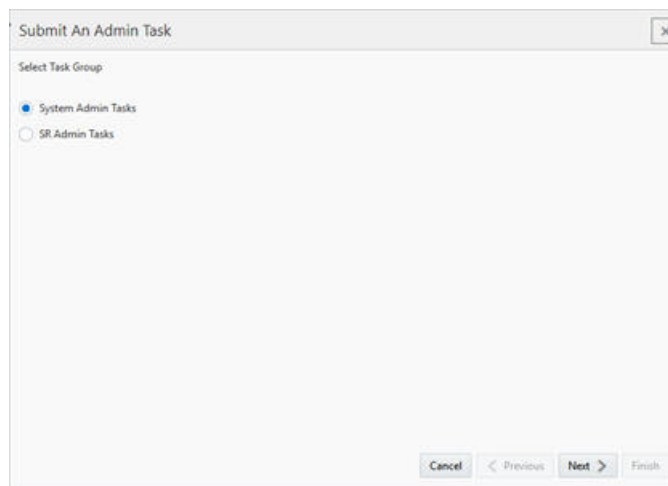 Submit An Admin Task
Select Task Group
System Admin Tasks
SR Admin Tasks
Cancel Previous Next Finish